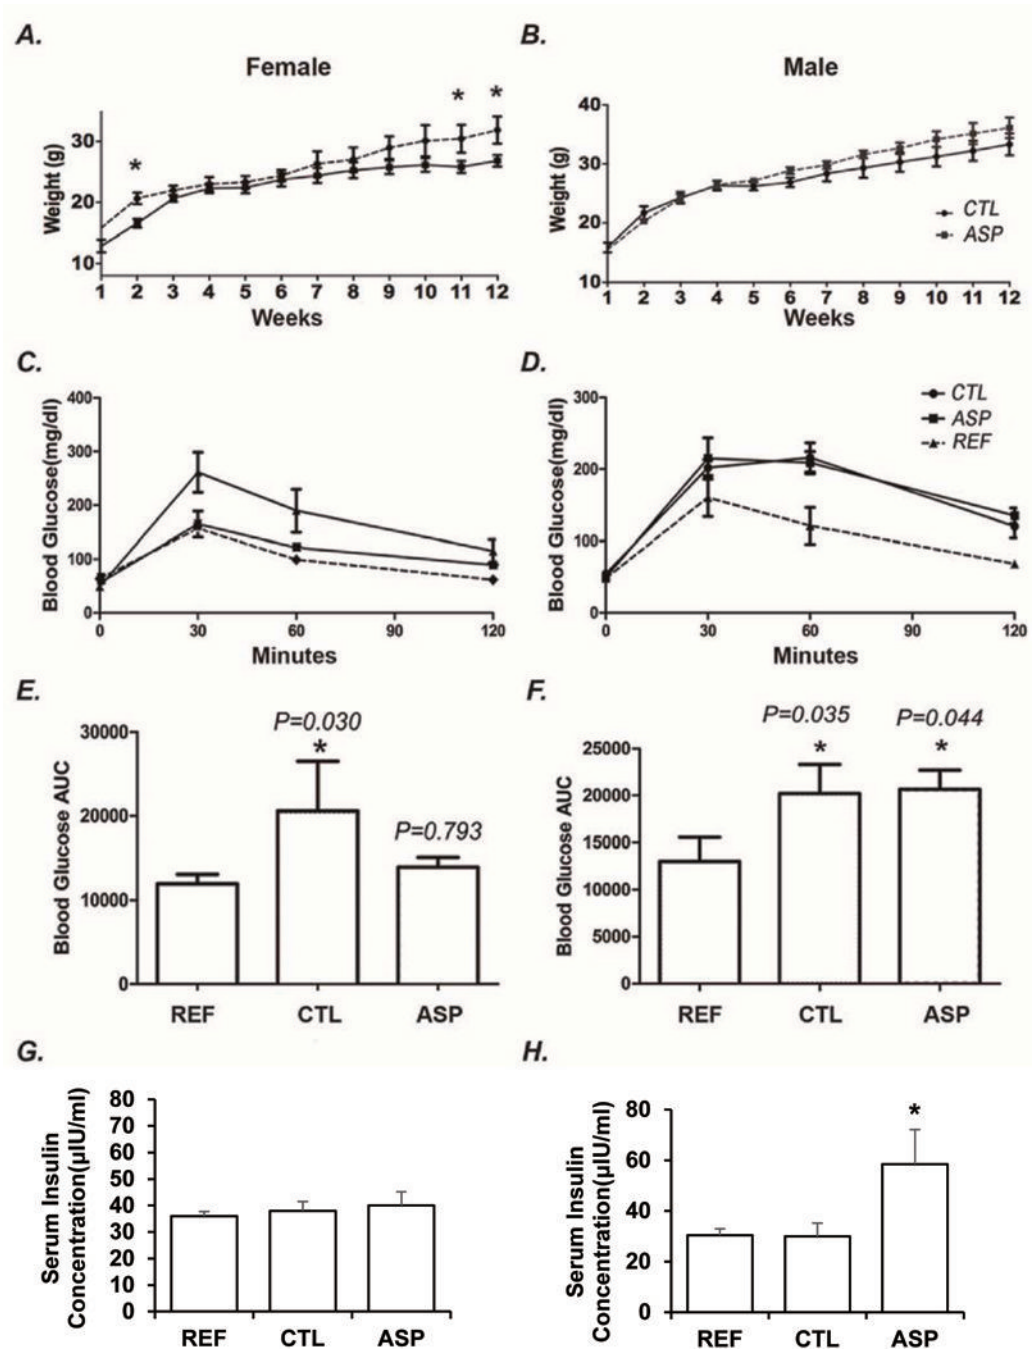 A.
B.
Female
Male
* * *
Weight (g)
30
20
10
1 2 3 4 5 6 7 8 9 10 11 12
Weeks
Weight (g)
40
30
20
10
CTL
ASP
1 2 3 4 5 6 7 8 9 10 11 12
Weeks
C.
D.
Blood Glucose(mg/dl)
400
300
200
100
0
0 30 60 90 120
Minutes
Blood Glucose(mg/dl)
300
200
100
0
CTL
ASP
REF
0 30 60 90 120
Minutes
E.
F.
Blood Glucose AUC
30000
20000
10000
0
P=0.030
*
P=0.793
REF CTL ASP
Blood Glucose AUC
25000
20000
15000
10000
5000
0
P=0.035 P=0.044
* *
REF CTL ASP
G.
H.
Serum Insulin
Concentration(µIU/ml)
80
70
60
50
40
30
20
10
0
REF CTL ASP
Serum Insulin
Concentration(µIU/ml)
80
60
40
20
0
*
REF CTL ASP